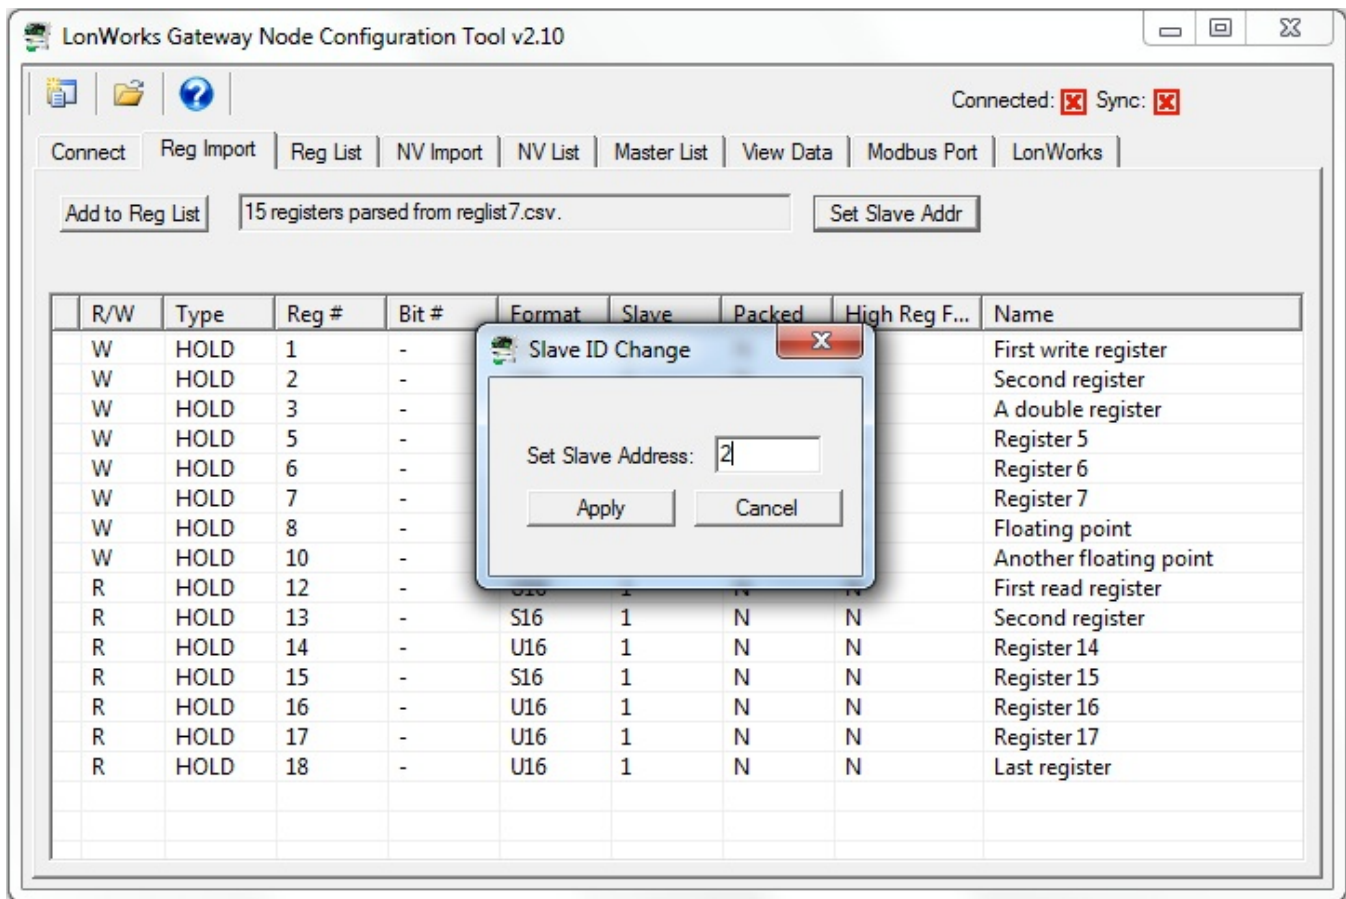 LonWorks Gateway Node Configuration Tool v2.10
Connected: Sync:
Connect Reg Import Reg List NV Import NV List Master List View Data Modbus Port LonWorks
Add to Reg List 15 registers parsed from reglist7.csv. Set Slave Addr
R/W Type Reg # Bit # Format Slave Packed High Reg F... Name
W HOLD 1 - First write register
W HOLD 2 - Second register
W HOLD 3 - A double register
W HOLD 5 - Register 5
W HOLD 6 - Register 6
W HOLD 7 - Register 7
W HOLD 8 - Floating point
W HOLD 10 - Another floating point
R HOLD 12 - U16 1 N N First read register
R HOLD 13 - S16 1 N N Second register
R HOLD 14 - U16 1 N N Register 14
R HOLD 15 - S16 1 N N Register 15
R HOLD 16 - U16 1 N N Register 16
R HOLD 17 - U16 1 N N Register 17
R HOLD 18 - U16 1 N N Last register
Slave ID Change
Set Slave Address: 2
Apply Cancel